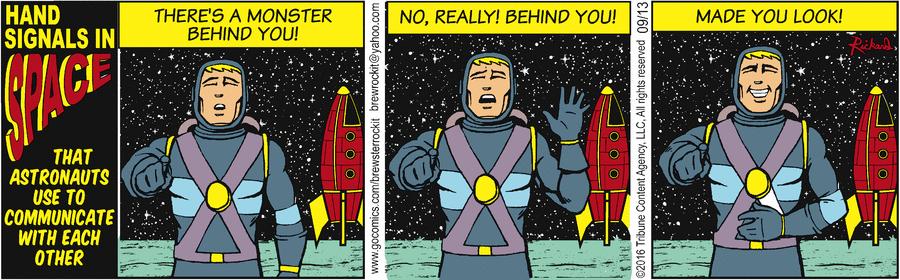 HAND
SIGNALS IN
SPACE
THAT
ASTRONAUTS
USE TO
COMMUNICATE
WITH EACH
OTHER
THERE'S A MONSTER
BEHIND YOU!
www.gocomics.com/brewsterrockit brewrockit@yahoo.com
NO, REALLY! BEHIND YOU!
©2016 Tribune Content Agency, LLC, All rights reserved 09/13
MADE YOU LOOK!
Rickard